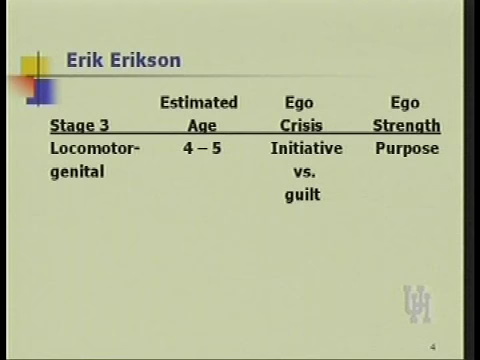 Erik Erikson
Estimated Ego Ego
Stage 3 Age Crisis Strength
Locomotor- 4 – 5 Initiative Purpose
genital vs.
guilt
UH
4